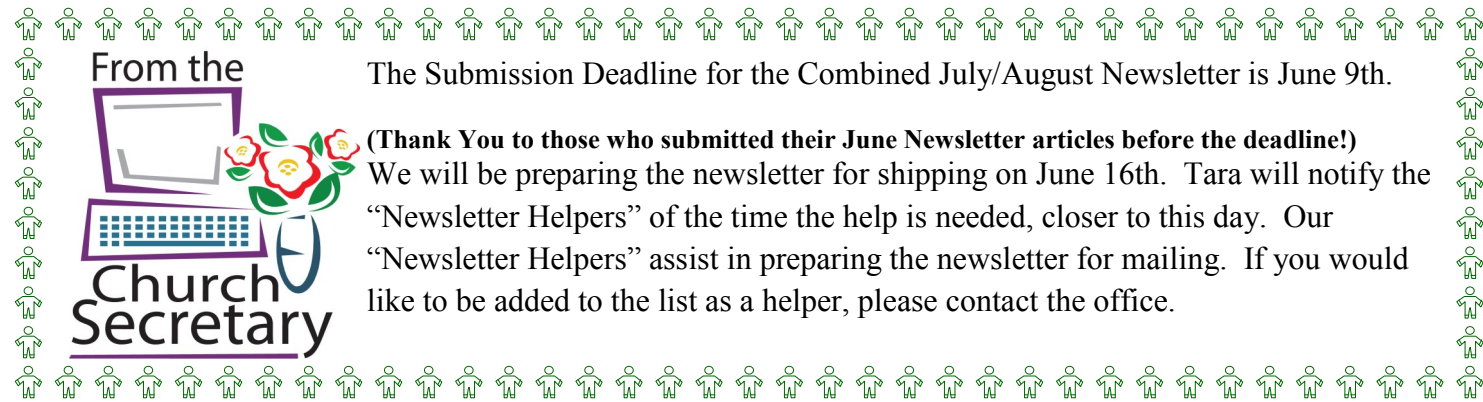 From the
Church
Secretary
The Submission Deadline for the Combined July/August Newsletter is June 9th.
(Thank You to those who submitted their June Newsletter articles before the deadline!)
We will be preparing the newsletter for shipping on June 16th.  Tara will notify the
“Newsletter Helpers” of the time the help is needed, closer to this day.  Our
“Newsletter Helpers” assist in preparing the newsletter for mailing.  If you would
like to be added to the list as a helper, please contact the office.